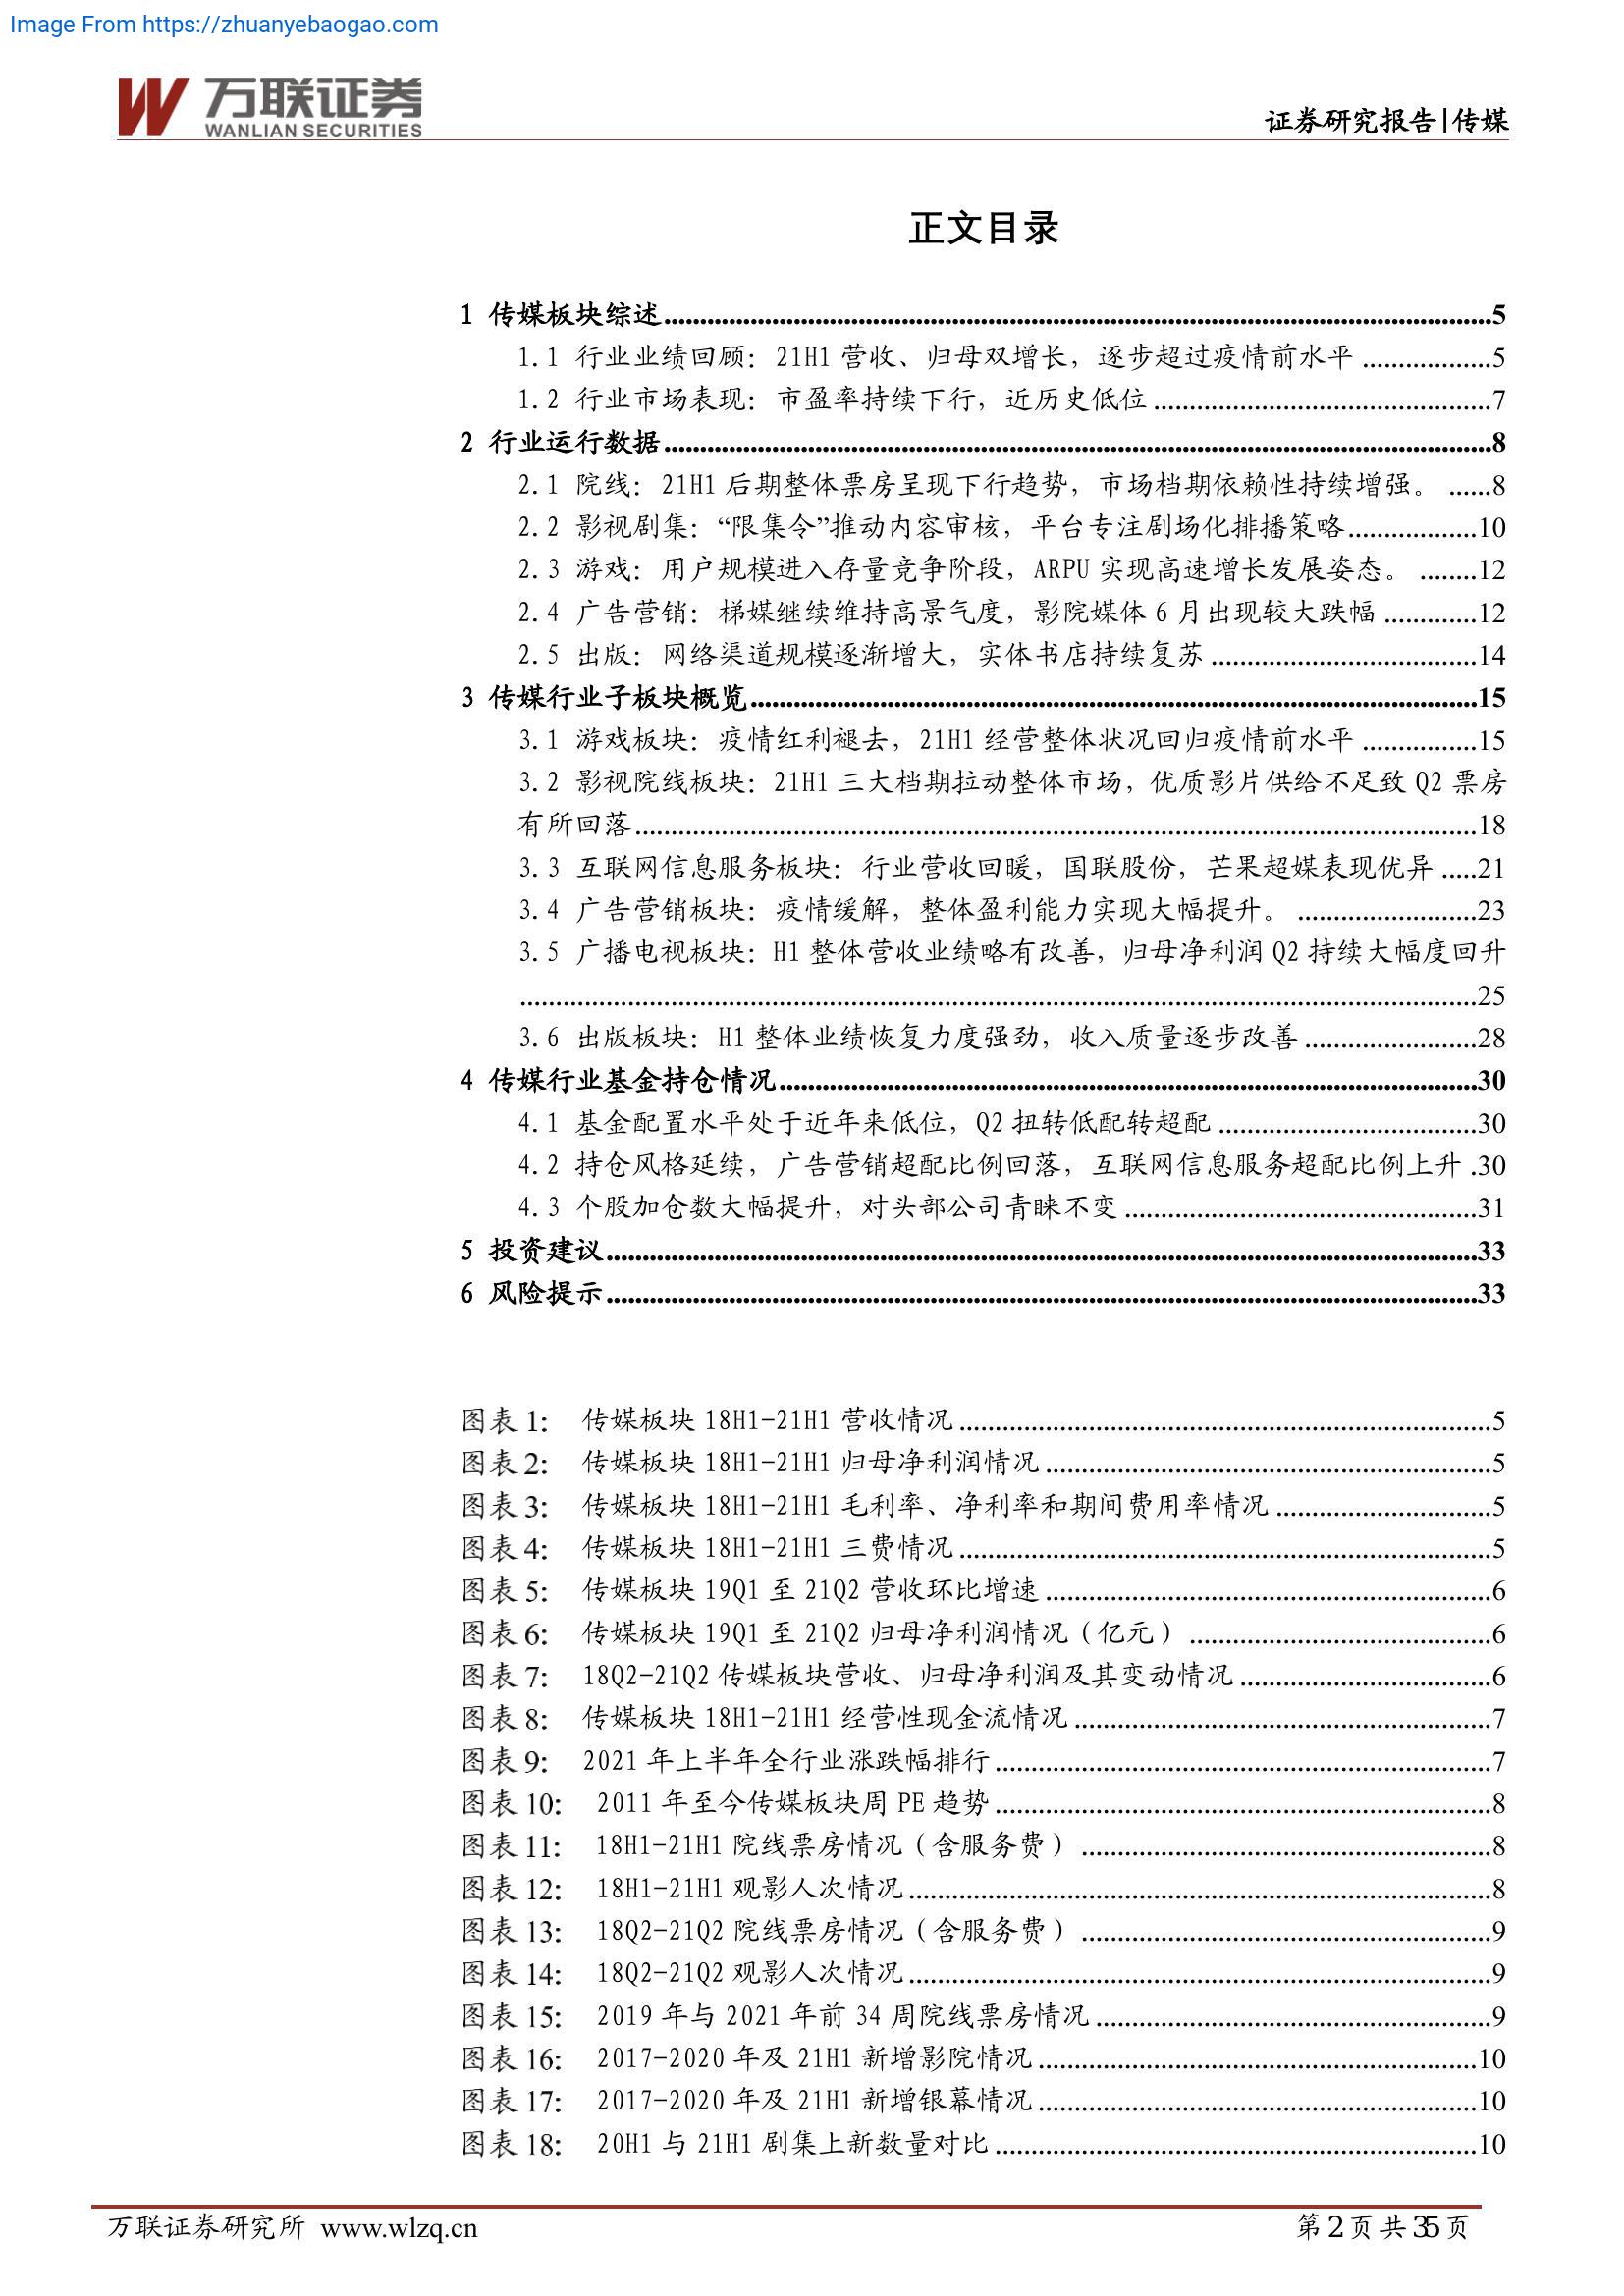 Image From https://zhuanyebaogao.com
万联证券
WANLIAN SECURITIES
证券研究报告|传媒
正文目录
1 传媒板块综述........5
1.1 行业业绩回顾：21H1 营收、归母双增长，逐步超过疫情前水平........5
1.2 行业市场表现：市盈率持续下行，近历史低位........7
2 行业运行数据........8
2.1 院线：21H1 后期整体票房呈现下行趋势，市场档期依赖性持续增强。......8
2.2 影视剧集：“限集令”推动内容审核，平台专注剧场化排播策略........10
2.3 游戏：用户规模进入存量竞争阶段，ARPU 实现高速增长发展姿态。........12
2.4 广告营销：梯媒继续维持高景气度，影院媒体 6 月出现较大跌幅........12
2.5 出版：网络渠道规模逐渐增大，实体书店持续复苏........14
3 传媒行业子板块概览........15
3.1 游戏板块：疫情红利褪去，21H1 经营整体状况回归疫情前水平........15
3.2 影视院线板块：21H1 三大档期拉动整体市场，优质影片供给不足致 Q2 票房
有所回落........18
3.3 互联网信息服务板块：行业营收回暖，国联股份，芒果超媒表现优异.....21
3.4 广告营销板块：疫情缓解，整体盈利能力实现大幅提升。........23
3.5 广播电视板块：H1 整体营收业绩略有改善，归母净利润 Q2 持续大幅度回升
........25
3.6 出版板块：H1 整体业绩恢复力度强劲，收入质量逐步改善........28
4 传媒行业基金持仓情况........30
4.1 基金配置水平处于近年来低位，Q2 扭转低配转超配........30
4.2 持仓风格延续，广告营销超配比例回落，互联网信息服务超配比例上升.30
4.3 个股加仓数大幅提升，对头部公司青睐不变........31
5 投资建议........33
6 风险提示........33
图表 1： 传媒板块 18H1-21H1 营收情况........5
图表 2： 传媒板块 18H1-21H1 归母净利润情况........5
图表 3： 传媒板块 18H1-21H1 毛利率、净利率和期间费用率情况........5
图表 4： 传媒板块 18H1-21H1 三费情况........5
图表 5： 传媒板块 19Q1 至 21Q2 营收环比增速........6
图表 6： 传媒板块 19Q1 至 21Q2 归母净利润情况（亿元）........6
图表 7： 18Q2-21Q2 传媒板块营收、归母净利润及其变动情况........6
图表 8： 传媒板块 18H1-21H1 经营性现金流情况........7
图表 9： 2021 年上半年全行业涨跌幅排行........7
图表 10： 2011 年至今传媒板块周 PE 趋势........8
图表 11： 18H1-21H1 院线票房情况（含服务费）........8
图表 12： 18H1-21H1 观影人次情况........8
图表 13： 18Q2-21Q2 院线票房情况（含服务费）........9
图表 14： 18Q2-21Q2 观影人次情况........9
图表 15： 2019 年与 2021 年前 34 周院线票房情况........9
图表 16： 2017-2020 年及 21H1 新增影院情况........10
图表 17： 2017-2020 年及 21H1 新增银幕情况........10
图表 18： 20H1 与 21H1 剧集上新数量对比........10
万联证券研究所 www.wlzq.cn
第 2 页 共 35 页